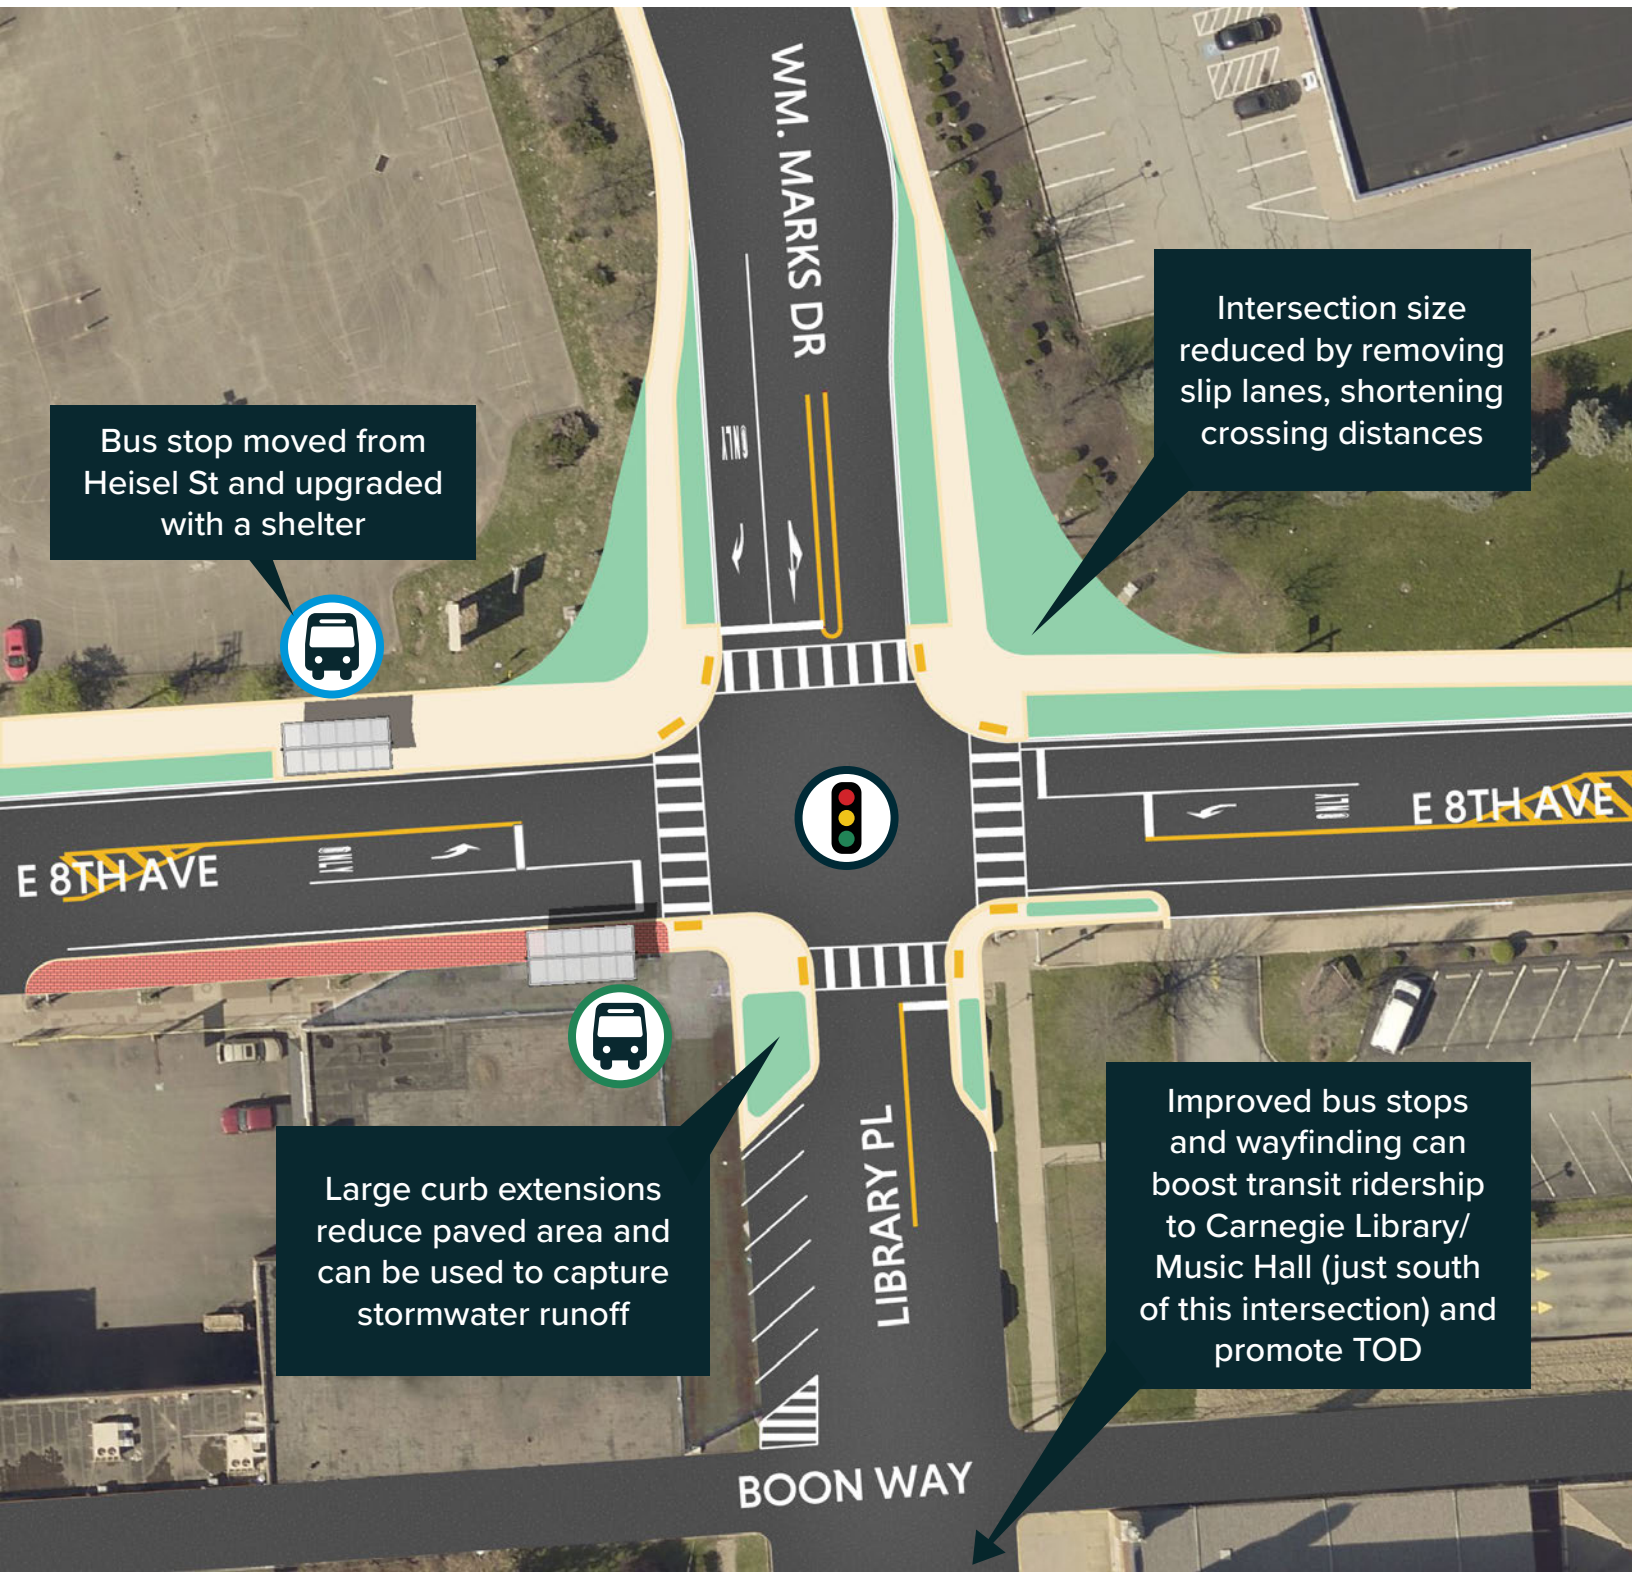 WM. MARKS DR
Intersection size
reduced by removing
slip lanes, shortening
crossing distances
Bus stop moved from
Heisel St and upgraded
with a shelter
ONLY
E 8TH AVE
ONLY
E 8TH AVE
ONLY
LIBRARY PL
Improved bus stops
and wayfinding can
boost transit ridership
to Carnegie Library/
Music Hall (just south
of this intersection) and
promote TOD
Large curb extensions
reduce paved area and
can be used to capture
stormwater runoff
BOON WAY